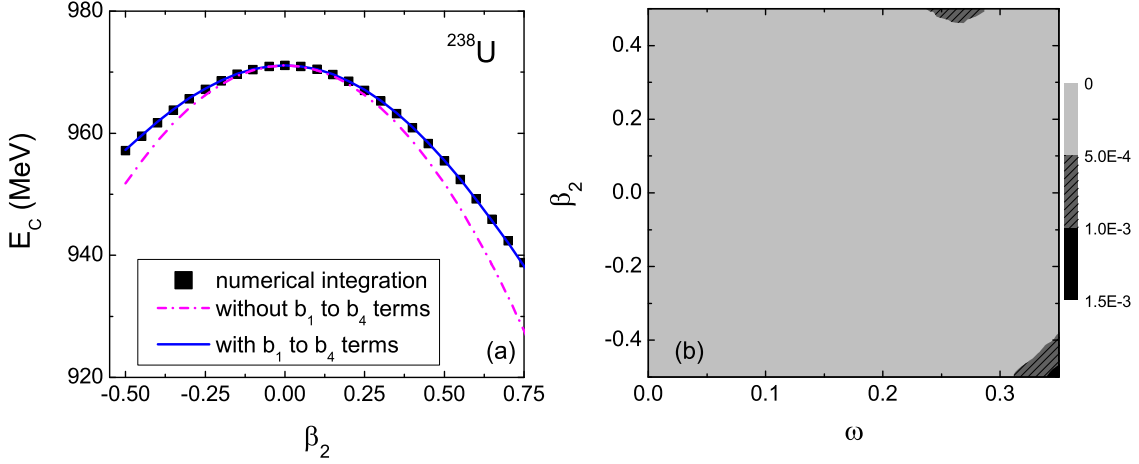 980
960
940
920
E_C (MeV)
²³⁸U
numerical integration
without b₁ to b₄ terms
with b₁ to b₄ terms
(a)
-0.50
-0.25
0.00
0.25
0.50
0.75
β₂
0.4
0.2
0.0
-0.2
-0.4
β₂
(b)
0.0
0.1
0.2
0.3
ω
0
5.0E-4
1.0E-3
1.5E-3